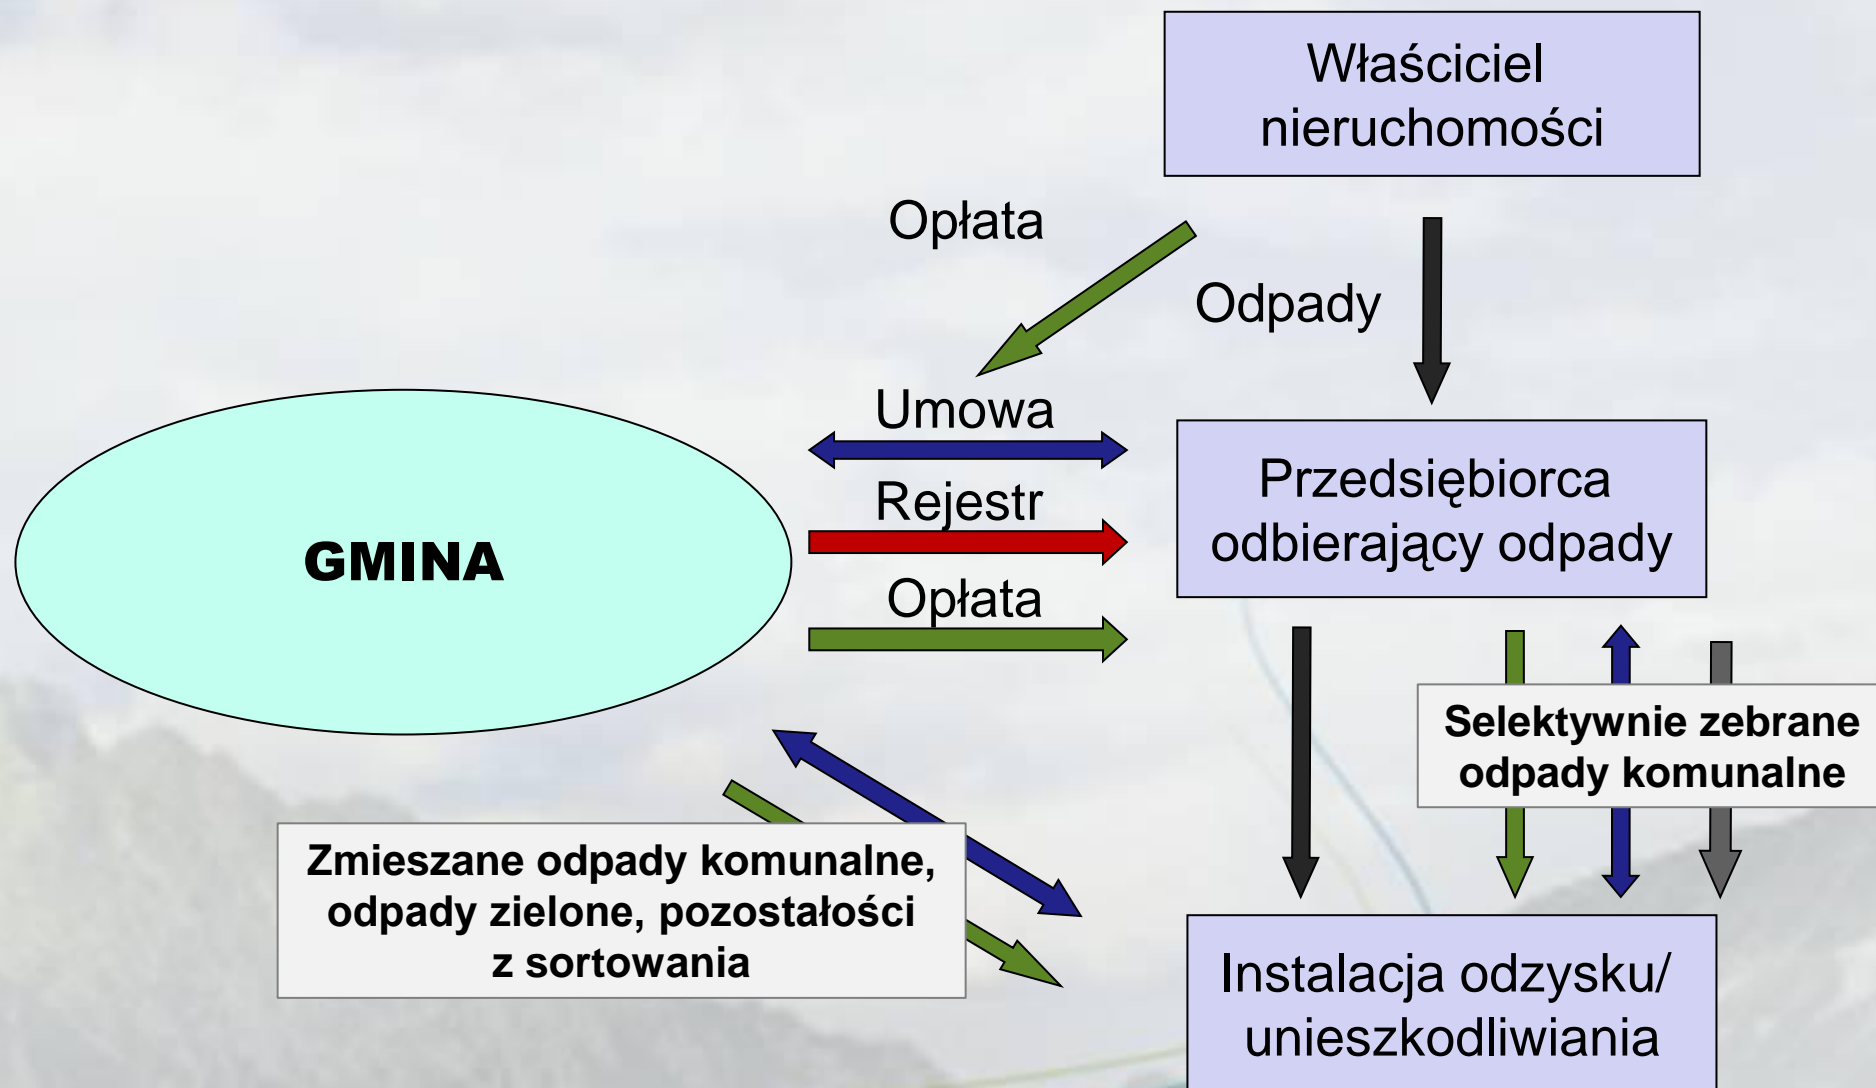 Właściciel
nieruchomości
Opłata
Odpady
Umowa
Rejestr
Opłata
GMINA
Przedsiębiorca
odbierający odpady
Selektywnie zebrane
odpady komunalne
Zmieszane odpady komunalne,
odpady zielone, pozostałości
z sortowania
Instalacja odzysku/
unieszkodliwiania